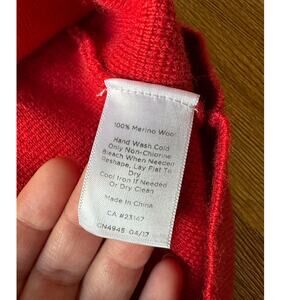 100% Merino Wool
Hand Wash Cold
Only Non-Chlorine
Bleach When Needed
Reshape, Lay Flat To
Dry
Cool Iron If Needed
Or Dry Clean
Made In China
CA #23147
CN4945 04/17